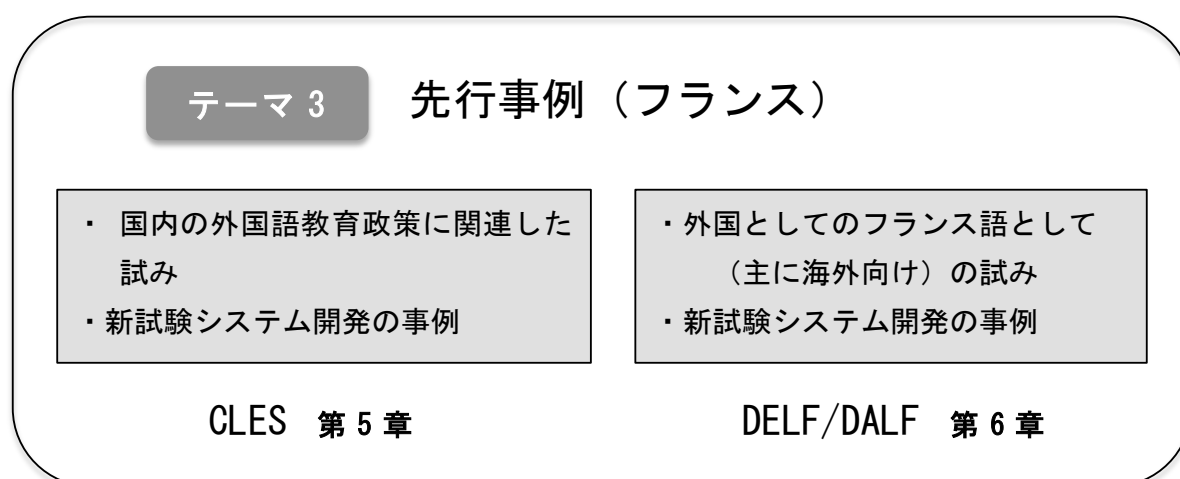 テーマ 3 先行事例（フランス）
・ 国内の外国語教育政策に関連した
試み
・新試験システム開発の事例
・外国としてのフランス語として
（主に海外向け）の試み
・新試験システム開発の事例
CLES 第 5 章
DELF/DALF 第 6 章